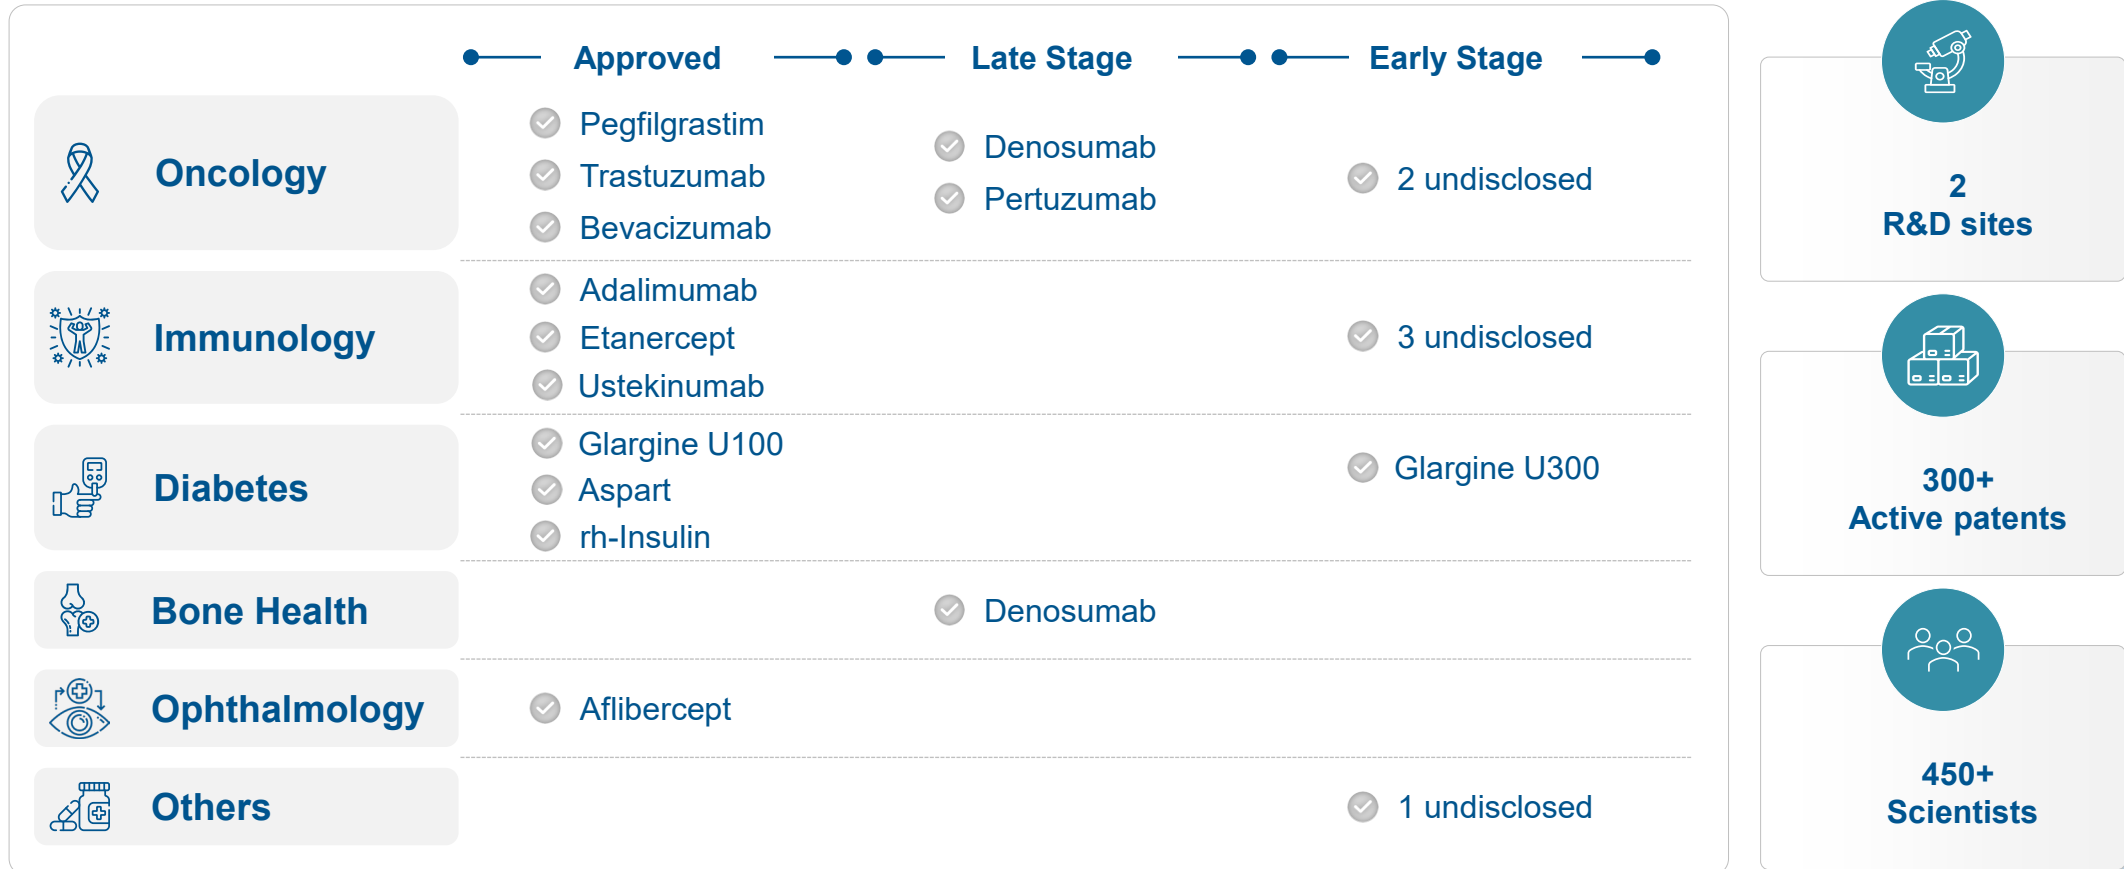 Approved
Late Stage
Early Stage
Oncology
Pegfilgrastim
Trastuzumab
Bevacizumab
Denosumab
Pertuzumab
2 undisclosed
Immunology
Adalimumab
Etanercept
Ustekinumab
3 undisclosed
Diabetes
Glargine U100
Aspart
rh-Insulin
Glargine U300
Bone Health
Denosumab
Ophthalmology
Aflibercept
Others
1 undisclosed
2
R&D sites
300+
Active patents
450+
Scientists